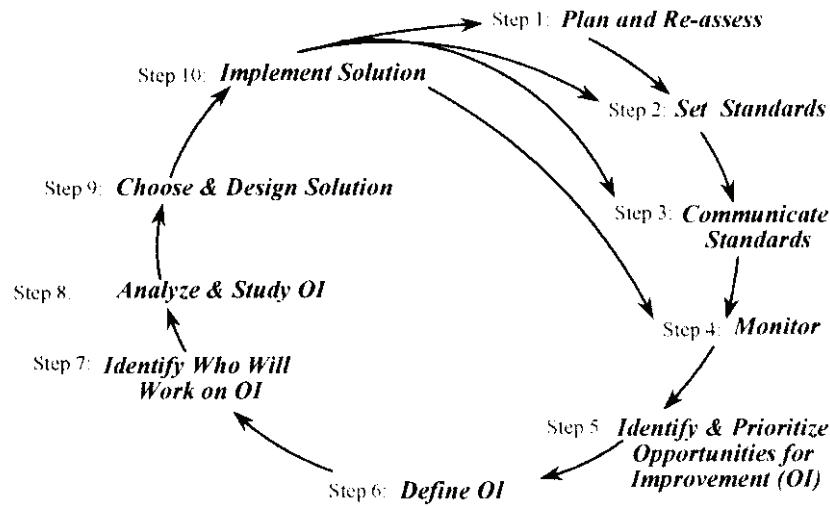 Step 1: Plan and Re-assess
Step 2: Set Standards
Step 3: Communicate
Standards
Step 4: Monitor
Step 5 Identify & Prioritize
Opportunities for
Improvement (OI)
Step 6: Define OI
Step 7: Identify Who Will
Work on OI
Step 8. Analyze & Study OI
Step 9: Choose & Design Solution
Step 10: Implement Solution